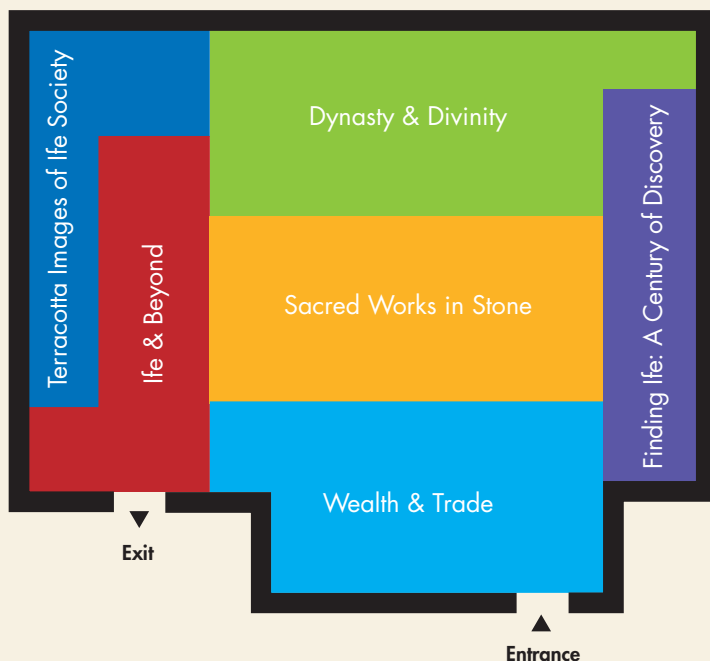 Terracotta Images of Ife Society
Dynasty & Divinity
Finding Ife: A Century of Discovery
Ife & Beyond
Sacred Works in Stone
Wealth & Trade
Exit
Entrance